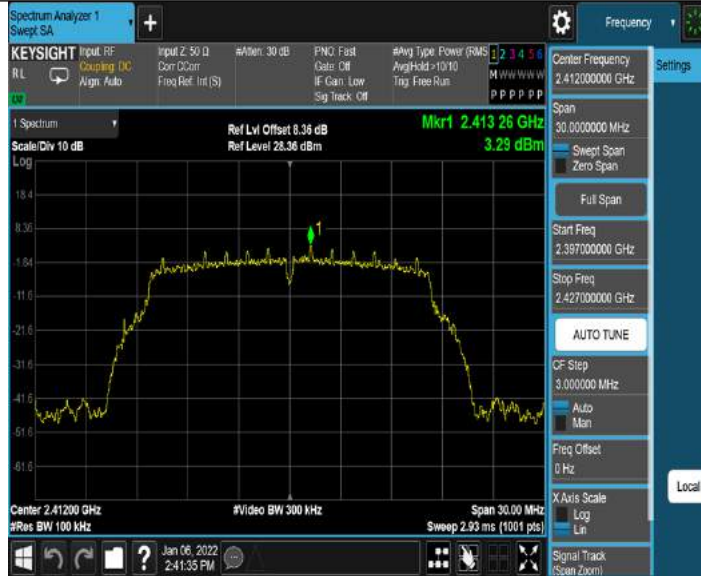 Spectrum Analyzer 1
Swept SA
+
Frequency
KEYSIGHT
RL
LXI
Input: RF
Coupling: DC
Align: Auto
Input Z: 50 Ω
Corr CCorr
Freq Ref: Int (S)
#Atten: 30 dB
PNO: Fast
Gate: Off
IF Gain: Low
Sig Track: Off
#Avg Type: Power (RMS
Avg|Hold:>10/10
Trig: Free Run
1 2 3 4 5 6
M W W W W W
P P P P P P
1 Spectrum
Scale/Div 10 dB
Log
Ref Lvl Offset 8.36 dB
Ref Level 28.36 dBm
Mkr1 2.413 26 GHz
3.29 dBm
18.4
8.36
-1.64
-11.6
-21.6
-31.6
-41.6
-51.6
-61.6
1
Center 2.41200 GHz
#Res BW 100 kHz
#Video BW 300 kHz
Span 30.00 MHz
Sweep 2.93 ms (1001 pts)
?
Jan 06, 2022
2:41:35 PM
Center Frequency
2.412000000 GHz
Span
30.0000000 MHz
Swept Span
Zero Span
Full Span
Start Freq
2.397000000 GHz
Stop Freq
2.427000000 GHz
AUTO TUNE
CF Step
3.000000 MHz
Auto
Man
Freq Offset
0 Hz
X Axis Scale
Log
Lin
Signal Track
(Span Zoom)
Settings
Local